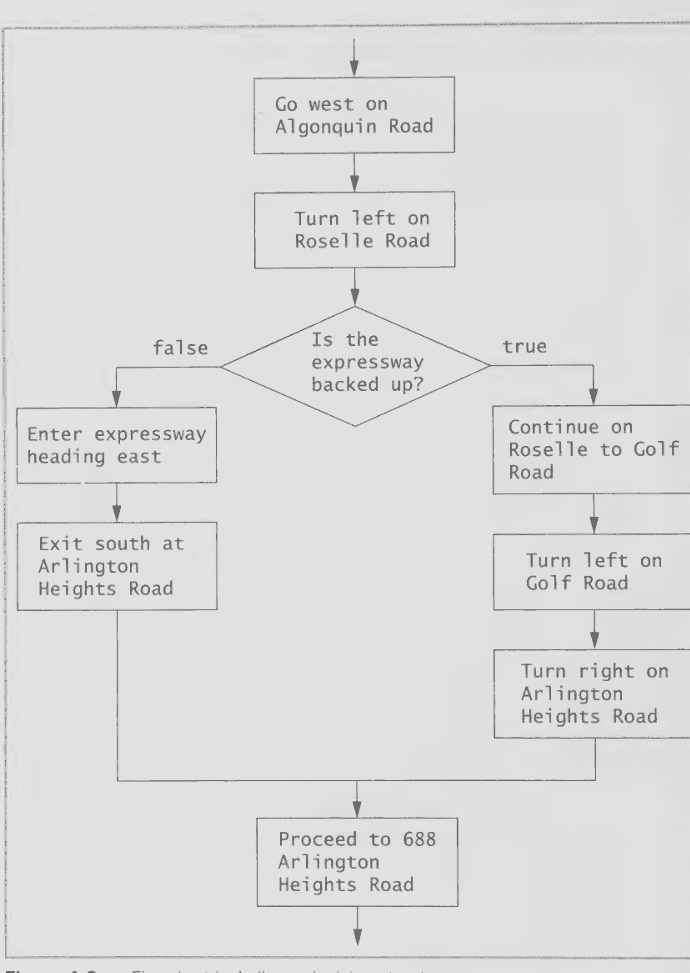 Go west on
Algonquin Road
Turn left on
Roselle Road
Is the
expressway
backed up?
false
true
Enter expressway
heading east
Exit south at
Arlington
Heights Road
Continue on
Roselle to Golf
Road
Turn left on
Golf Road
Turn right on
Arlington
Heights Road
Proceed to 688
Arlington
Heights Road